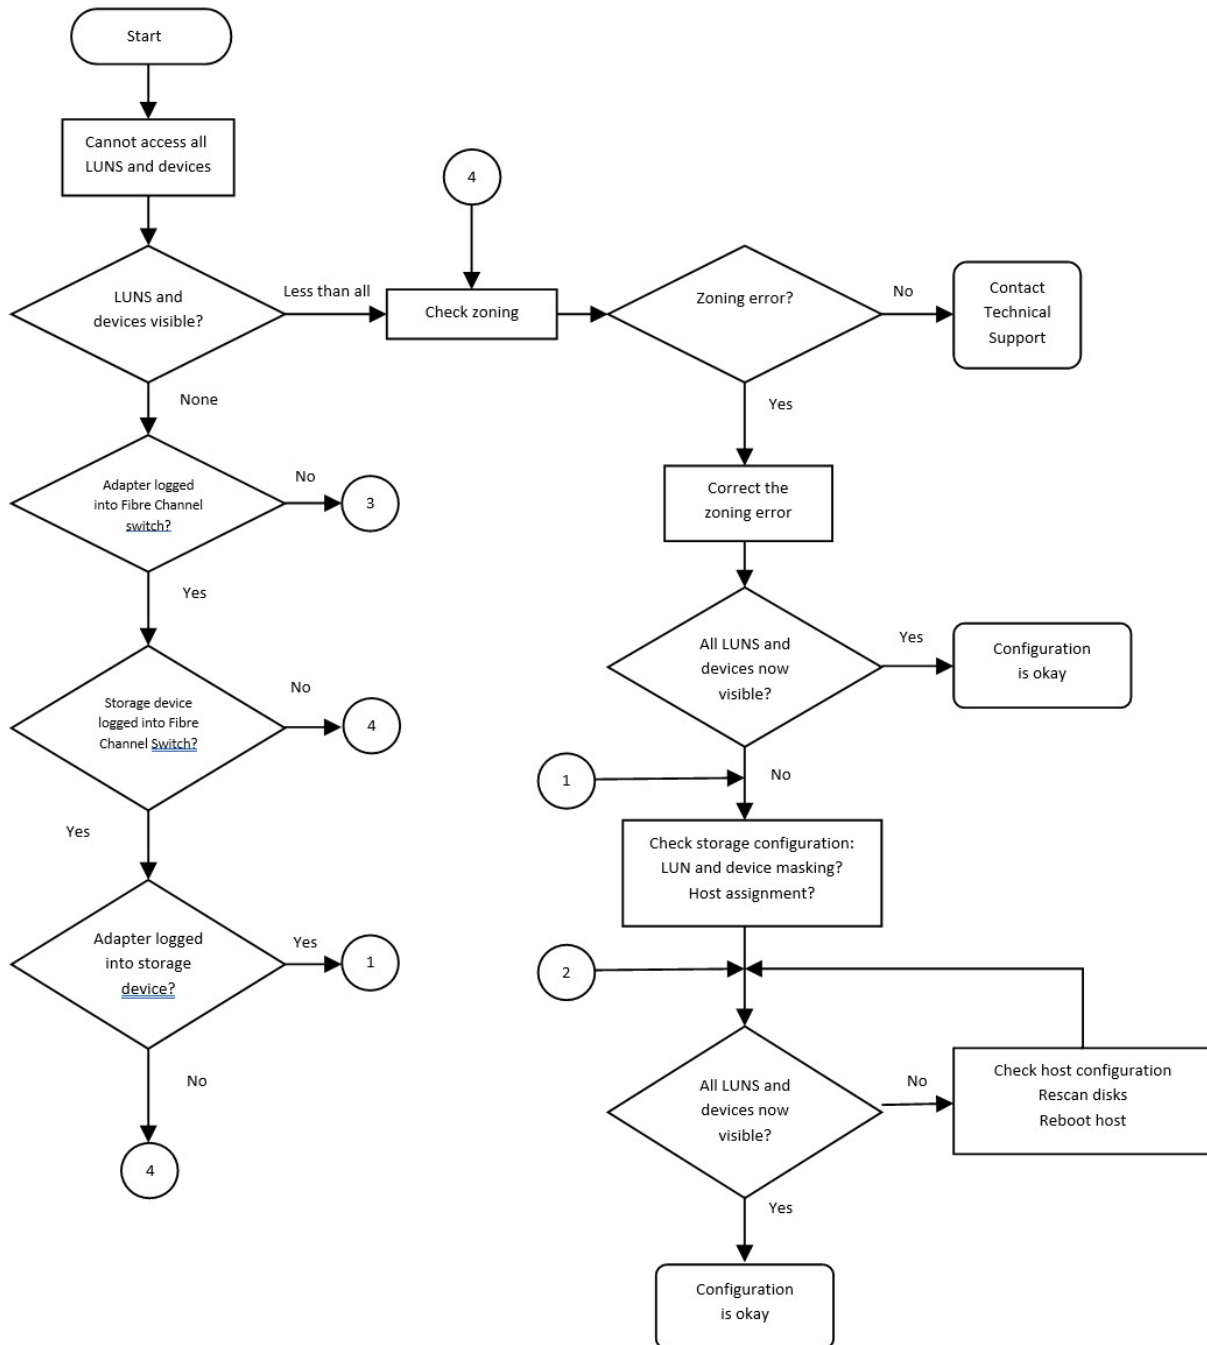 Start
Cannot access all
LUNS and devices
4
LUNS and
devices visible?
Less than all
Check zoning
Zoning error?
No
Contact
Technical
Support
None
Yes
Adapter logged
into Fibre Channel
switch?
No
3
Correct the
zoning error
Yes
All LUNS and
devices now
visible?
Yes
Configuration
is okay
Storage device
logged into Fibre
Channel Switch?
No
4
No
1
Yes
Check storage configuration:
LUN and device masking?
Host assignment?
Adapter logged
into storage
device?
Yes
1
2
No
All LUNS and
devices now
visible?
No
Check host configuration
Rescan disks
Reboot host
4
Yes
Configuration
is okay